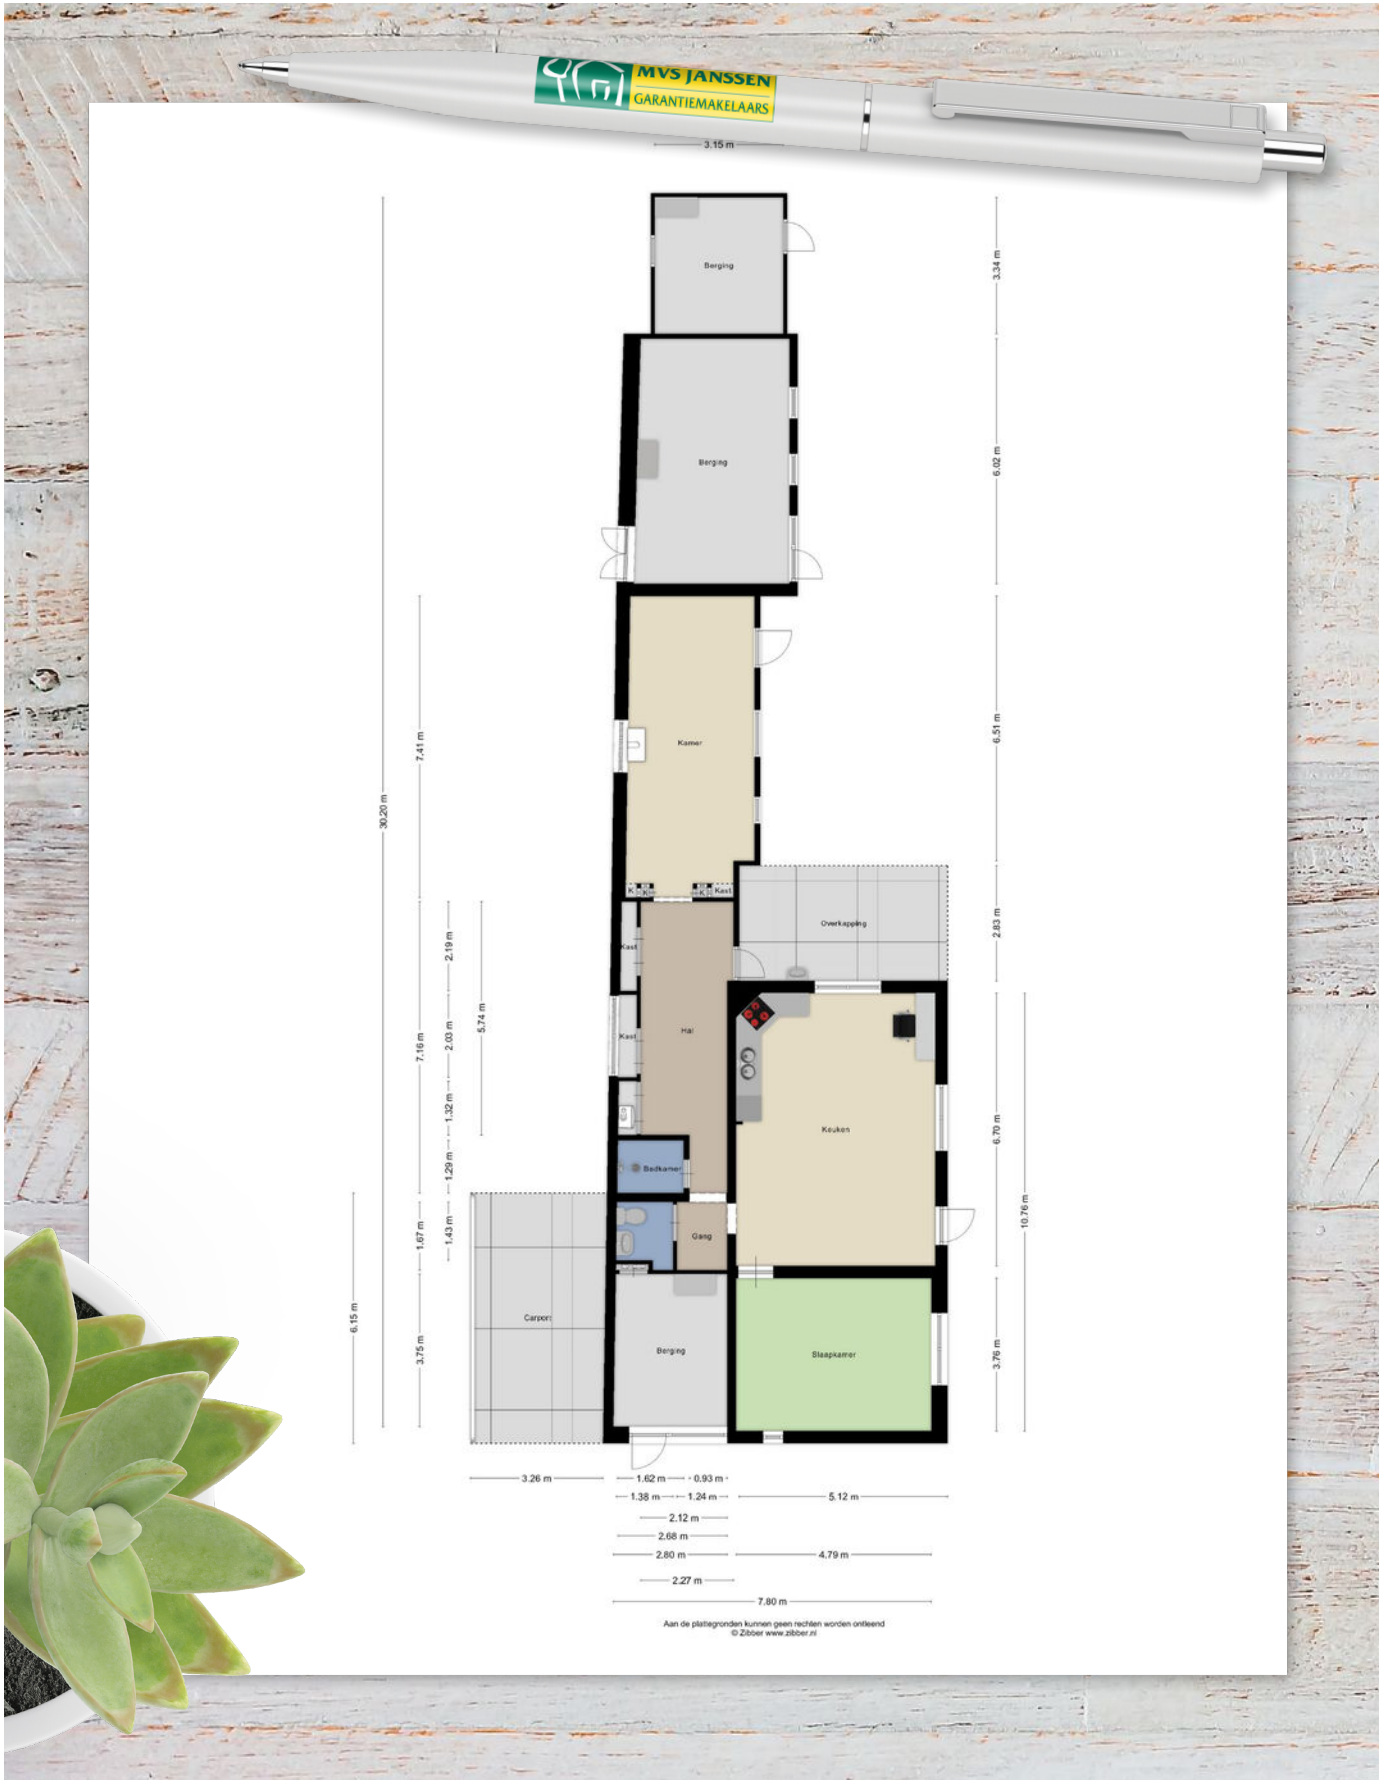 MVS JANSSEN
GARANTIEMAKELAARS
3.15 m
Berging
3.34 m
Berging
6.02 m
7.41 m
30.20 m
Kamer
6.51 m
K
K
K
Kast
Overkapping
2.83 m
Kast
2.19 m
5.74 m
7.16 m
2.03 m
Kast
Hal
1.32 m
Keuken
6.70 m
10.76 m
1.29 m
Badkamer
1.67 m
1.43 m
Gang
6.15 m
Carport
3.75 m
Berging
Slaapkamer
3.76 m
3.26 m
1.62 m
0.93 m
1.38 m
1.24 m
5.12 m
2.12 m
2.68 m
2.80 m
4.79 m
2.27 m
7.80 m
Aan de plattegronden kunnen geen rechten worden ontleend
© Zibber www.zibber.nl